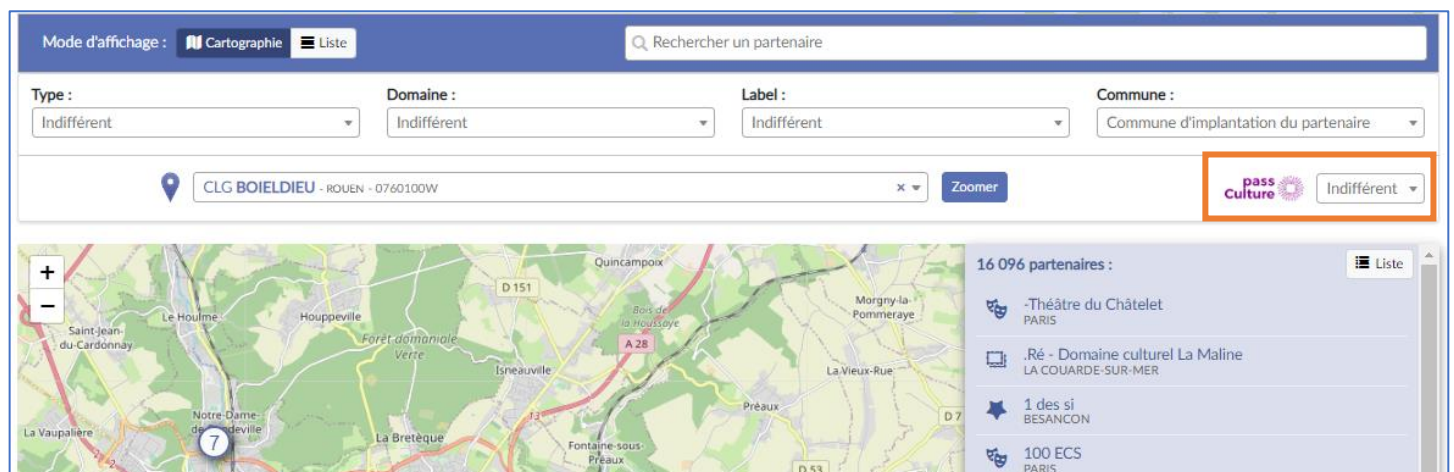 Mode d'affichage : Cartographie Liste Rechercher un partenaire
Type : Domaine : Label : Commune :
Indifférent Indifférent Indifférent Commune d'implantation du partenaire
CLG BOIELDIEU - ROUEN - 0760100W × Zoomer pass Culture Indifférent
+
−
Quincampoix
D 151
Le Houlme
Houppeville
Bois de la Houssaye
Morgny-la-Pommeraye
Saint-Jean-du-Cardonnay
Forêt domaniale Verte
A 28
Isneauville
La Vieux-Rue
Notre-Dame-de-Bondeville
Préaux
D 7
La Vaupalière
7
La Bretèque
Fontaine-sous-Préaux
D 53
16 096 partenaires : Liste
-Théâtre du Châtelet
PARIS
.Ré - Domaine culturel La Maline
LA COUARDE-SUR-MER
1 des si
BESANCON
100 ECS
PARIS